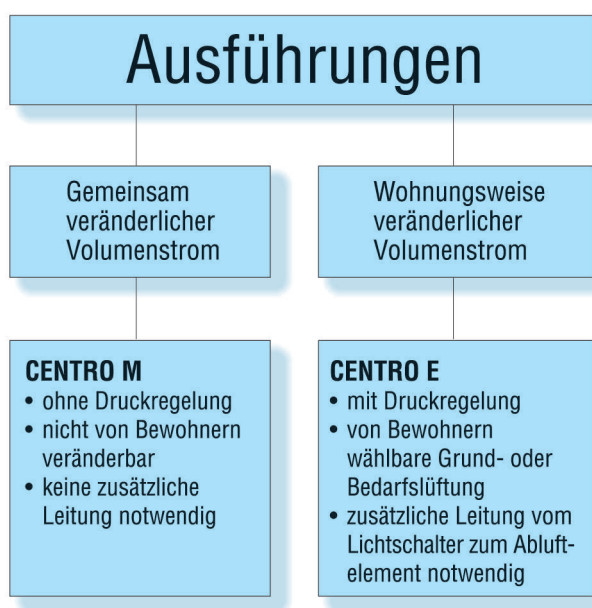 Ausführungen
Gemeinsam
veränderlicher
Volumenstrom
Wohnungsweise
veränderlicher
Volumenstrom
CENTRO M
• ohne Druckregelung
• nicht von Bewohnern
veränderbar
• keine zusätzliche
Leitung notwendig
CENTRO E
• mit Druckregelung
• von Bewohnern
wählbare Grund- oder
Bedarfslüftung
• zusätzliche Leitung vom
Lichtschalter zum Abluft-
element notwendig